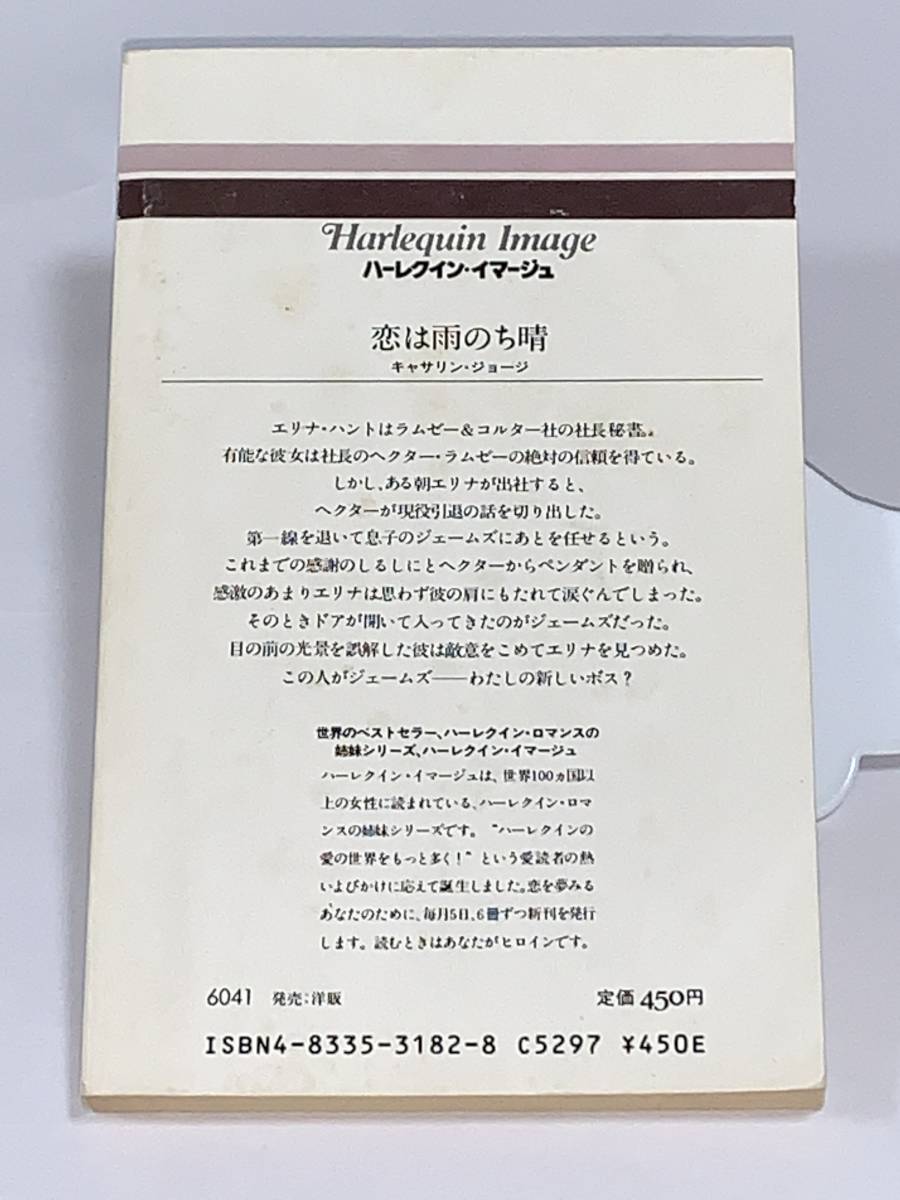 Harlequin Image
ハーレクイン・イマージュ
恋は雨のち晴
キャサリン・ジョージ
エリナ・ハントはラムゼー＆コルター社の社長秘書。
有能な彼女は社長のヘクター・ラムゼーの絶対の信頼を得ている。
しかし、ある朝エリナが出社すると、
ヘクターが現役引退の話を切り出した。
第一線を退いて息子のジェームズにあとを任せるという。
これまでの感謝のしるしにとヘクターからペンダントを贈られ、
感激のあまりエリナは思わず彼の肩にもたれて涙ぐんでしまった。
そのときドアが開いて入ってきたのがジェームズだった。
目の前の光景を誤解した彼は敵意をこめてエリナを見つめた。
この人がジェームズ――わたしの新しいボス？
世界のベストセラー、ハーレクイン・ロマンスの
姉妹シリーズ、ハーレクイン・イマージュ
ハーレクイン・イマージュは、世界100ヵ国以
上の女性に読まれている、ハーレクイン・ロマ
ンスの姉妹シリーズです。“ハーレクインの
愛の世界をもっと多く！”という愛読者の熱
いよびかけに応えて誕生しました。恋を夢みる
あなたのために、毎月5日、6冊ずつ新刊を発行
します。読むときはあなたがヒロインです。
6041 発売：洋販 定価 450円
ISBN4-8335-3182-8 C5297 ¥450E